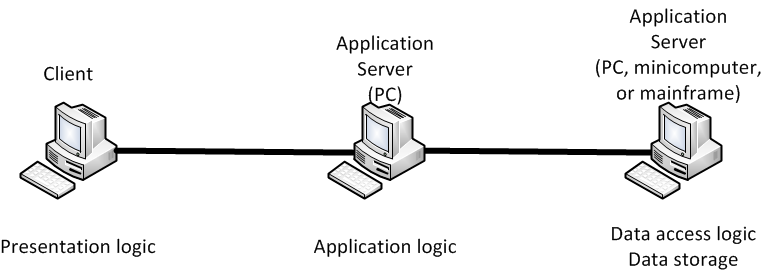 Client
Application
Server
(PC)
Application
Server
(PC, minicomputer,
or mainframe)
Presentation logic
Application logic
Data access logic
Data storage